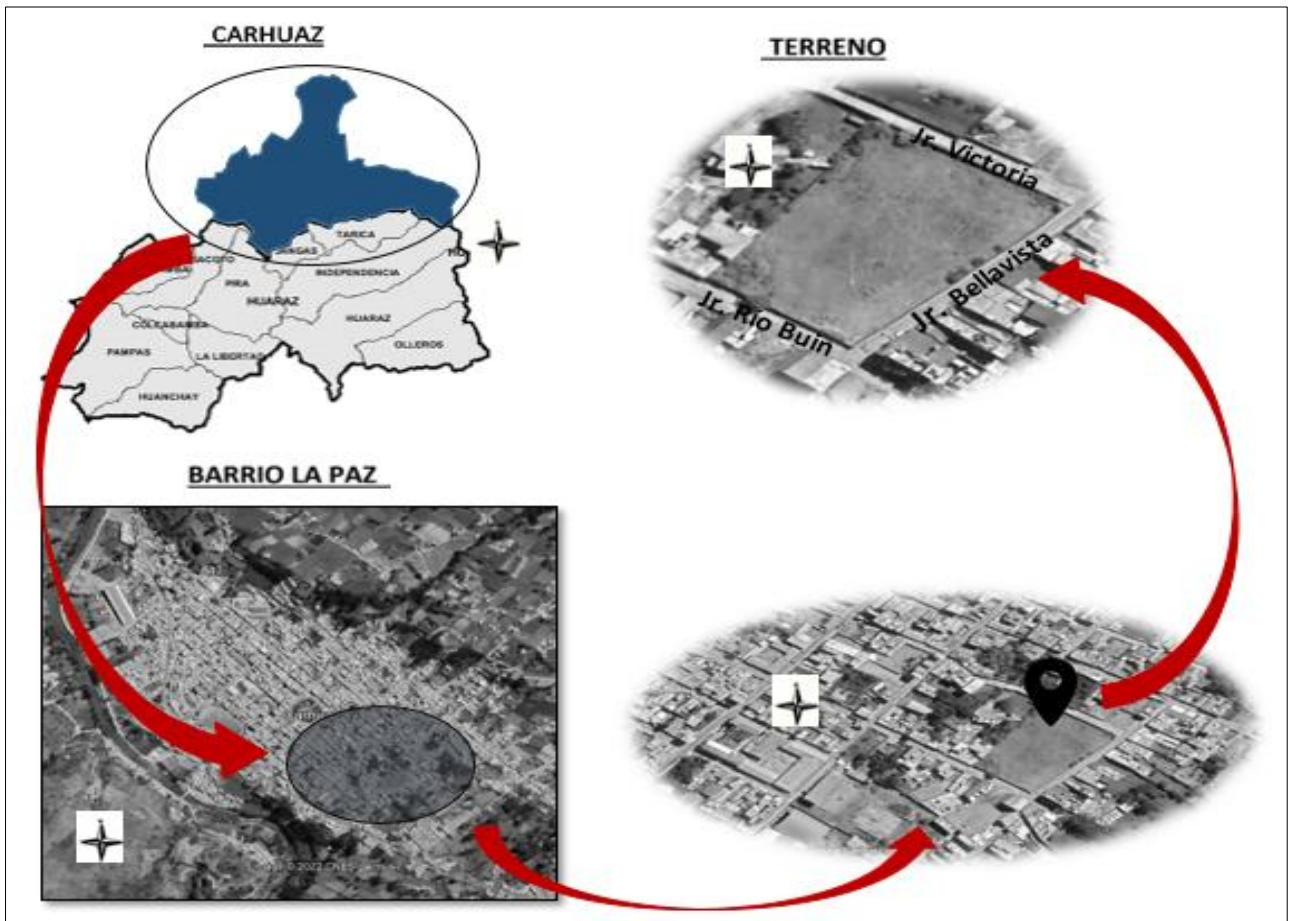 CARHUAZ
TARICA
INDEPENDENCIA
PIRA
HUARAZ
HUARAZ
COLCABAMBA
OLLEROS
PAMPAS
LA LIBERTAD
HUANCHAY
TERRENO
Jr. Victoria
Jr. Bellavista
Jr. Rio Buin
BARRIO LA PAZ